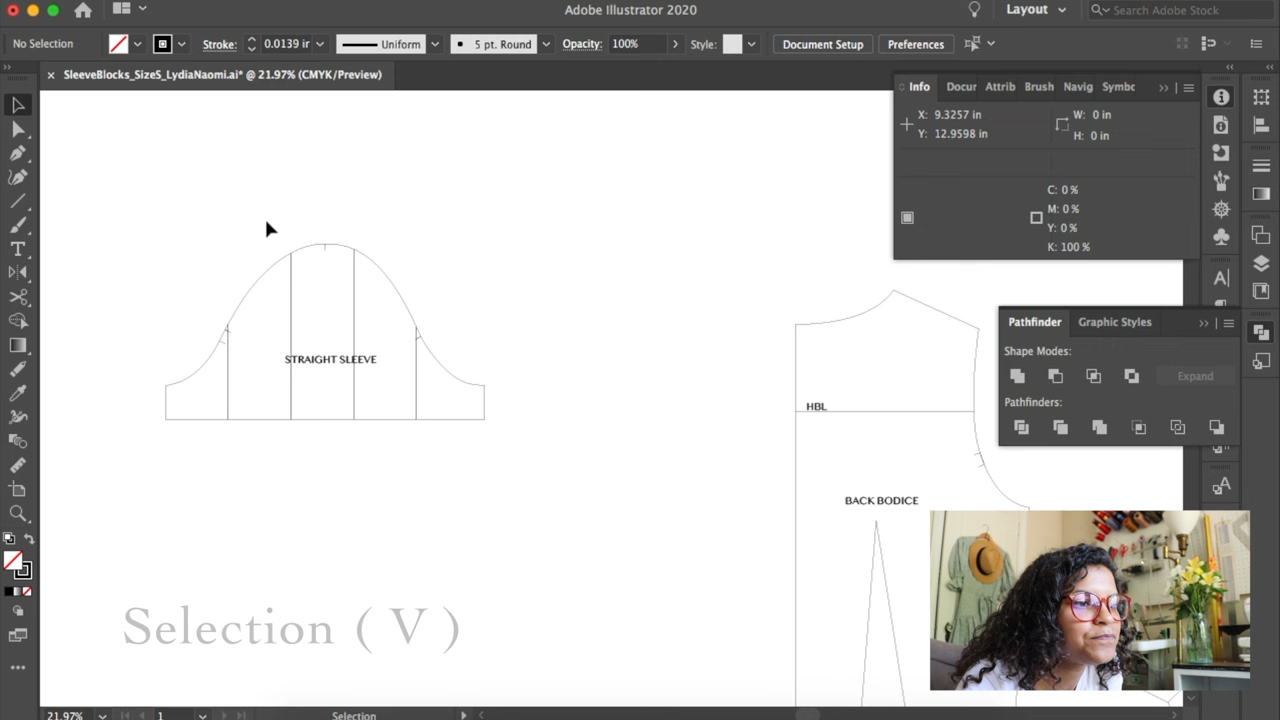 Adobe Illustrator 2020
Layout
Search Adobe Stock
No Selection
Stroke:
0.0139 in
Uniform
5 pt. Round
Opacity:
100%
Style:
Document Setup
Preferences
SleeveBlocks_SizeS_LydiaNaomi.ai* @ 21.97% (CMYK/Preview)
Info
Docur
Attrib
Brush
Navig
Symbc
X: 9.3257 in
Y: 12.9598 in
W: 0 in
H: 0 in
C: 0 %
M: 0 %
Y: 0 %
K: 100 %
Pathfinder
Graphic Styles
Shape Modes:
Expand
Pathfinders:
STRAIGHT SLEEVE
HBL
BACK BODICE
Selection ( V )
21.97%
1
Selection